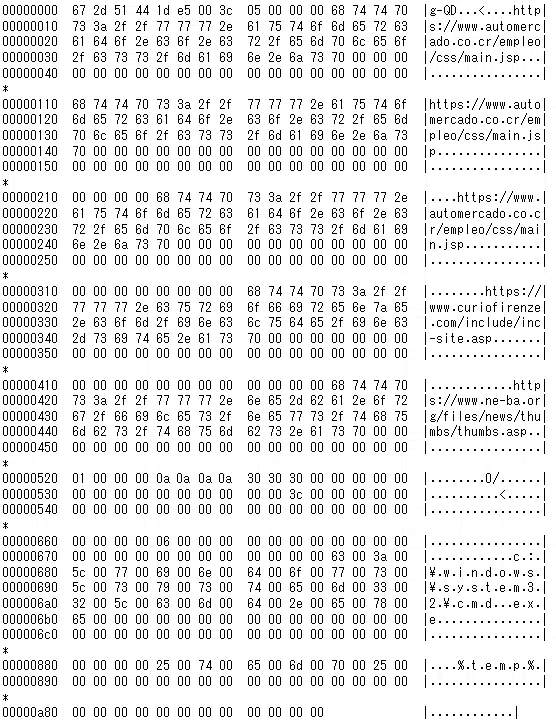 00000000 67 2d 51 44 1d e5 00 3c 05 00 00 00 68 74 74 70 |g-QD...<....http|
00000010 73 3a 2f 2f 77 77 77 2e 61 75 74 6f 6d 65 72 63 |s://www.automerc|
00000020 61 64 6f 2e 63 6f 2e 63 72 2f 65 6d 70 6c 65 6f |ado.co.cr/empleo|
00000030 2f 63 73 73 2f 6d 61 69 6e 2e 6a 73 70 00 00 00 |/css/main.jsp...|
00000040 00 00 00 00 00 00 00 00 00 00 00 00 00 00 00 00 |................|
*
00000110 68 74 74 70 73 3a 2f 2f 77 77 77 2e 61 75 74 6f |https://www.auto|
00000120 6d 65 72 63 61 64 6f 2e 63 6f 2e 63 72 2f 65 6d |mercado.co.cr/em|
00000130 70 6c 65 6f 2f 63 73 73 2f 6d 61 69 6e 2e 6a 73 |pleo/css/main.js|
00000140 70 00 00 00 00 00 00 00 00 00 00 00 00 00 00 00 |p...............|
00000150 00 00 00 00 00 00 00 00 00 00 00 00 00 00 00 00 |................|
*
00000210 00 00 00 00 68 74 74 70 73 3a 2f 2f 77 77 77 2e |....https://www.|
00000220 61 75 74 6f 6d 65 72 63 61 64 6f 2e 63 6f 2e 63 |automercado.co.c|
00000230 72 2f 65 6d 70 6c 65 6f 2f 63 73 73 2f 6d 61 69 |r/empleo/css/mai|
00000240 6e 2e 6a 73 70 00 00 00 00 00 00 00 00 00 00 00 |n.jsp...........|
00000250 00 00 00 00 00 00 00 00 00 00 00 00 00 00 00 00 |................|
*
00000310 00 00 00 00 00 00 00 00 68 74 74 70 73 3a 2f 2f |........https://|
00000320 77 77 77 2e 63 75 72 69 6f 66 69 72 65 6e 7a 65 |www.curiofirenze|
00000330 2e 63 6f 6d 2f 69 6e 63 6c 75 64 65 2f 69 6e 63 |.com/include/inc|
00000340 2d 73 69 74 65 2e 61 73 70 00 00 00 00 00 00 00 |-site.asp.......|
00000350 00 00 00 00 00 00 00 00 00 00 00 00 00 00 00 00 |................|
*
00000410 00 00 00 00 00 00 00 00 00 00 00 00 68 74 74 70 |............http|
00000420 73 3a 2f 2f 77 77 77 2e 6e 65 2d 62 61 2e 6f 72 |s://www.ne-ba.or|
00000430 67 2f 66 69 6c 65 73 2f 6e 65 77 73 2f 74 68 75 |g/files/news/thu|
00000440 6d 62 73 2f 74 68 75 6d 62 73 2e 61 73 70 00 00 |mbs/thumbs.asp..|
00000450 00 00 00 00 00 00 00 00 00 00 00 00 00 00 00 00 |................|
*
00000520 01 00 00 00 0a 0a 0a 0a 30 30 30 00 00 00 00 00 |........0/......|
00000530 00 00 00 00 00 00 00 00 00 00 3c 00 00 00 00 00 |..........<.....|
00000540 00 00 00 00 00 00 00 00 00 00 00 00 00 00 00 00 |................|
*
00000660 00 00 00 00 06 00 00 00 00 00 00 00 00 00 00 00 |................|
00000670 00 00 00 00 00 00 00 00 00 00 00 00 63 00 3a 00 |............c.:.|
00000680 5c 00 77 00 69 00 6e 00 64 00 6f 00 77 00 73 00 |¥.w.i.n.d.o.w.s.|
00000690 5c 00 73 00 79 00 73 00 74 00 65 00 6d 00 33 00 |¥.s.y.s.t.e.m.3.|
000006a0 32 00 5c 00 63 00 6d 00 64 00 2e 00 65 00 78 00 |2.¥.c.m.d...e.x.|
000006b0 65 00 00 00 00 00 00 00 00 00 00 00 00 00 00 00 |e...............|
000006c0 00 00 00 00 00 00 00 00 00 00 00 00 00 00 00 00 |................|
*
00000880 00 00 00 00 25 00 74 00 65 00 6d 00 70 00 25 00 |....%.t.e.m.p.%.|
00000890 00 00 00 00 00 00 00 00 00 00 00 00 00 00 00 00 |................|
*
00000a80 00 00 00 00 00 00 00 00 00 00 00 00 |............|